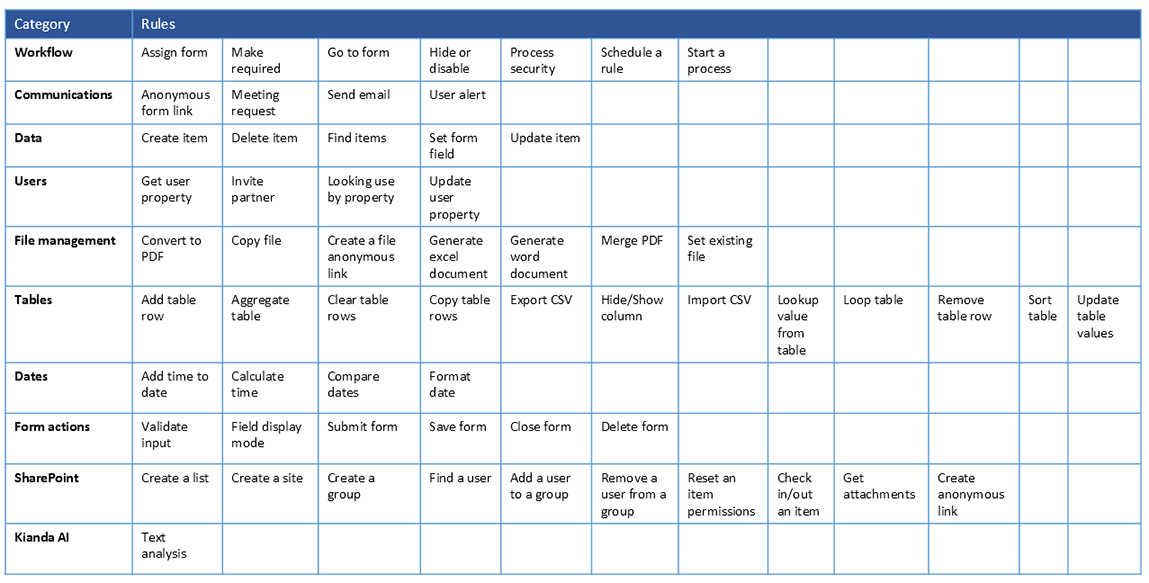 Category Rules
Workflow Assign form Make required Go to form Hide or disable Process security Schedule a rule Start a process
Communications Anonymous form link Meeting request Send email User alert
Data Create item Delete item Find items Set form field Update item
Users Get user property Invite partner Looking use by property Update user property
File management Convert to PDF Copy file Create a file anonymous link Generate excel document Generate word document Merge PDF Set existing file
Tables Add table row Aggregate table Clear table rows Copy table rows Export CSV Hide/Show column Import CSV Lookup value from table Loop table Remove table row Sort table Update table values
Dates Add time to date Calculate time Compare dates Format date
Form actions Validate input Field display mode Submit form Save form Close form Delete form
SharePoint Create a list Create a site Create a group Find a user Add a user to a group Remove a user from a group Reset an item permissions Check in/out an item Get attachments Create anonymous link
Kianda AI Text analysis